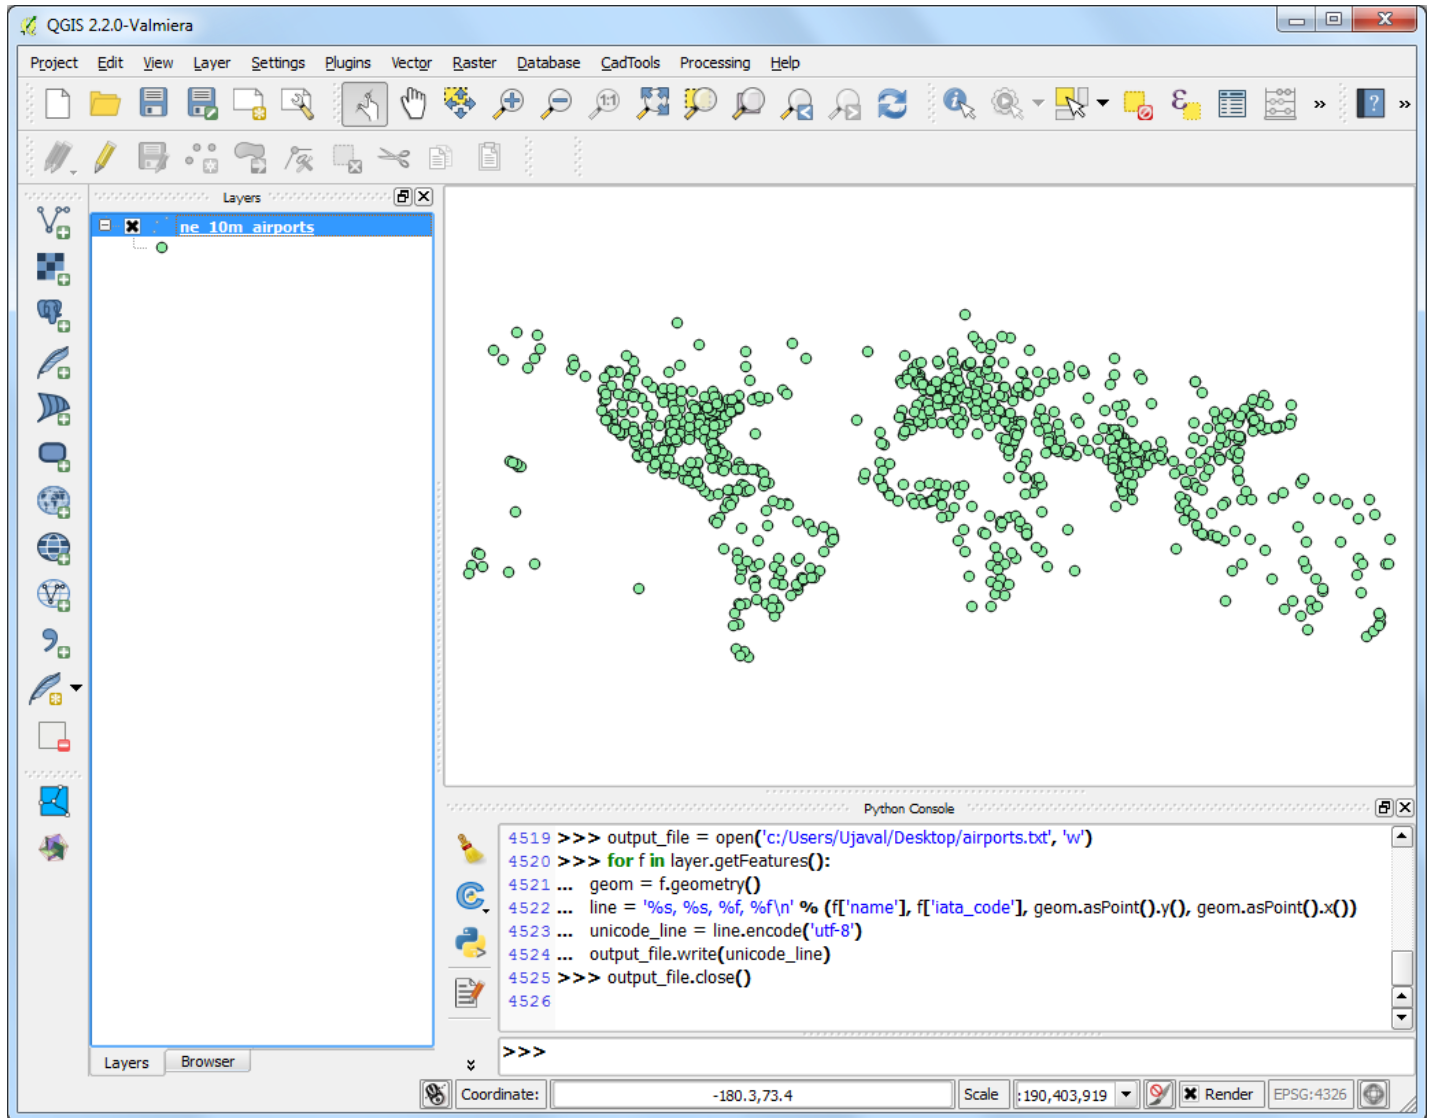 QGIS 2.2.0-Valmiera
Project Edit View Layer Settings Plugins Vector Raster Database CadTools Processing Help
1:1
ε
?
Layers
ne_10m_airports
Python Console
4519 >>> output_file = open('c:/Users/Ujaval/Desktop/airports.txt', 'w')
4520 >>> for f in layer.getFeatures():
4521 ... geom = f.geometry()
4522 ... line = '%s, %s, %f, %f\n' % (f['name'], f['iata_code'], geom.asPoint().y(), geom.asPoint().x())
4523 ... unicode_line = line.encode('utf-8')
4524 ... output_file.write(unicode_line)
4525 >>> output_file.close()
4526
>>>
Layers Browser
Coordinate: -180.3,73.4 Scale :190,403,919 Render EPSG:4326